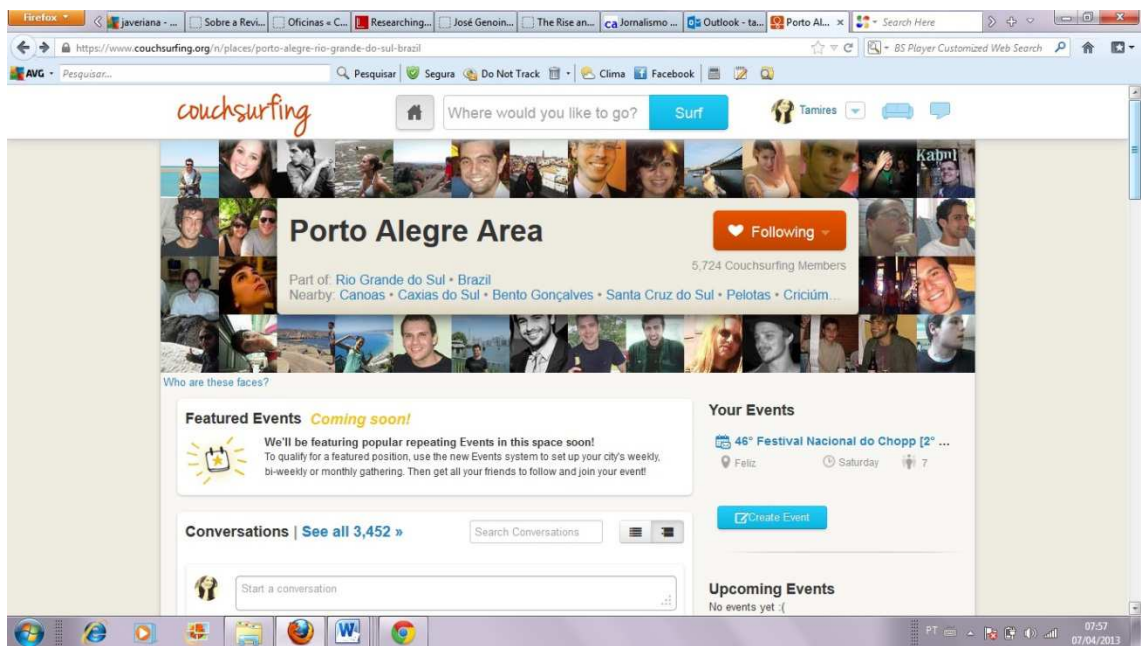 Firefox
javeriana - ...
Sobre a Revi...
Oficinas « C...
Researching...
José Genoin...
The Rise an...
ca Jornalismo ...
Outlook - ta...
Porto Al... x
Search Here
https://www.couchsurfing.org/n/places/porto-alegre-rio-grande-do-sul-brazil
BS Player Customized Web Search
AVG
Pesquisar...
Pesquisar
Segura
Do Not Track
Clima
Facebook
couchsurfing
Where would you like to go?
Surf
Tamires
Kabul
Porto Alegre Area
Following
5,724 Couchsurfing Members
Part of: Rio Grande do Sul • Brazil
Nearby: Canoas • Caxias do Sul • Bento Gonçalves • Santa Cruz do Sul • Pelotas • Criciúm...
Who are these faces?
Featured Events Coming soon!
We'll be featuring popular repeating Events in this space soon!
To qualify for a featured position, use the new Events system to set up your city's weekly,
bi-weekly or monthly gathering. Then get all your friends to follow and join your event!
Your Events
46° Festival Nacional do Chopp [2° ...
Feliz
Saturday
7
Create Event
Conversations | See all 3,452 »
Search Conversations
Start a conversation
Upcoming Events
No events yet :(
W
PT
07:57
07/04/2013